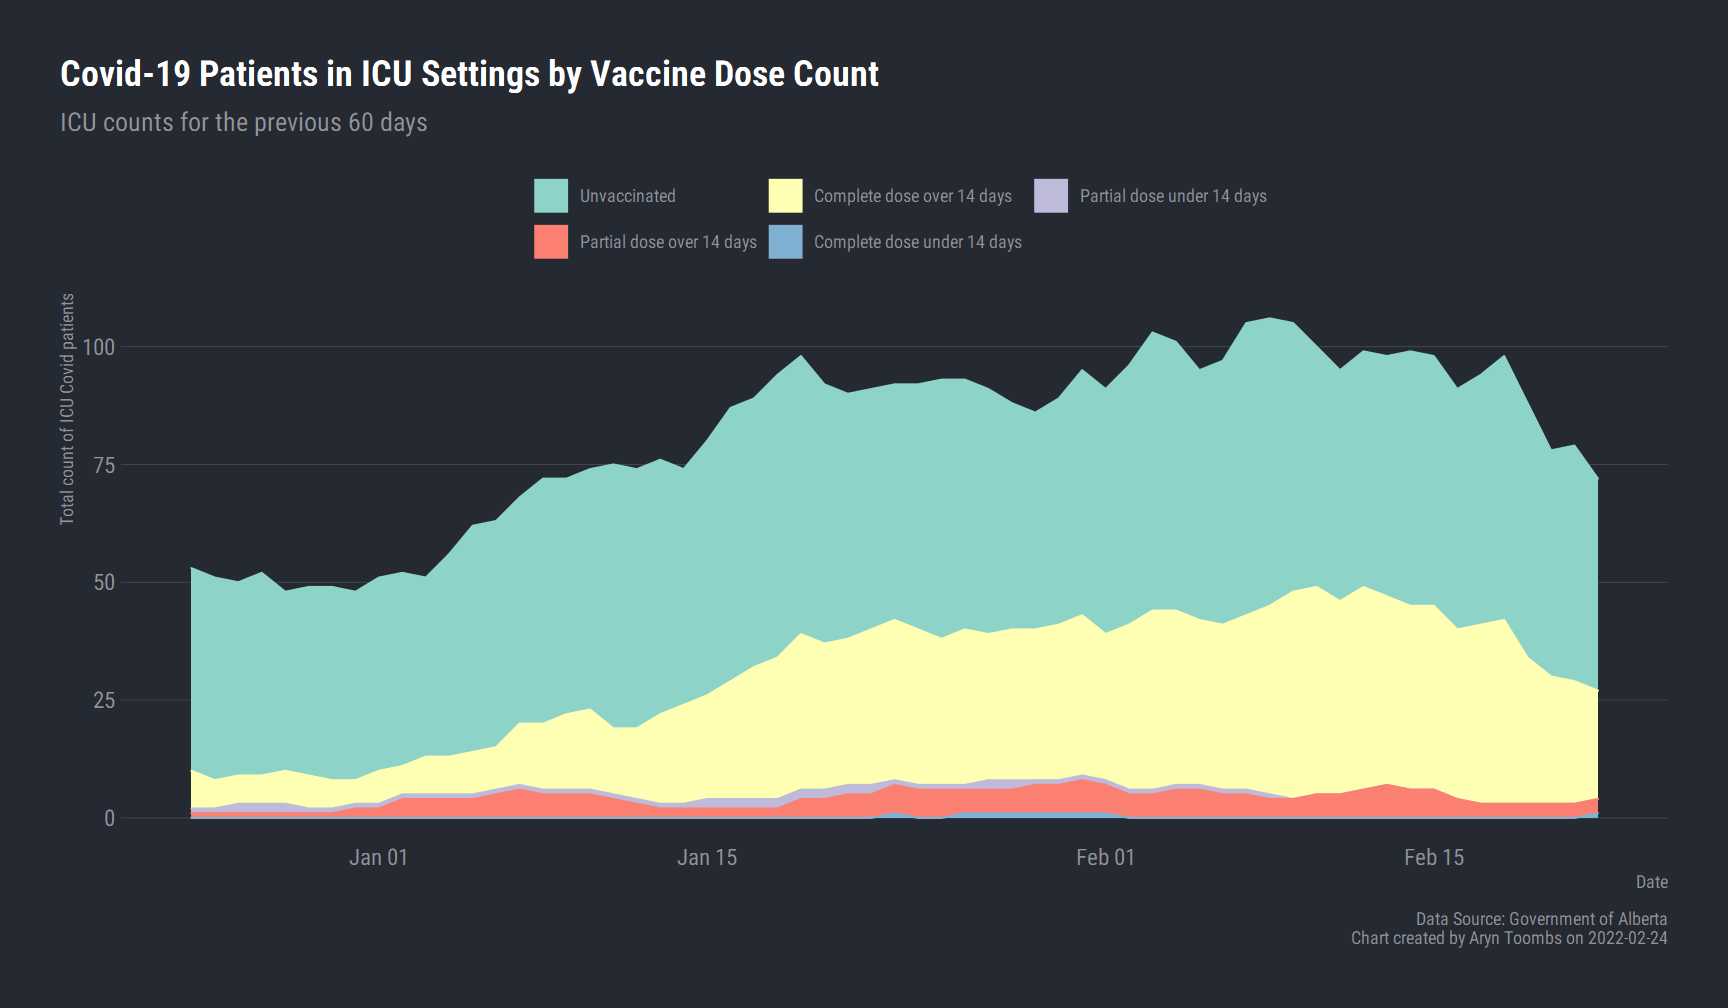 Covid-19 Patients in ICU Settings by Vaccine Dose Count
ICU counts for the previous 60 days
Unvaccinated
Complete dose over 14 days
Partial dose under 14 days
Partial dose over 14 days
Complete dose under 14 days
Total count of ICU Covid patients
100
75
50
25
0
Jan 01
Jan 15
Feb 01
Feb 15
Date
Data Source: Government of Alberta
Chart created by Aryn Toombs on 2022-02-24